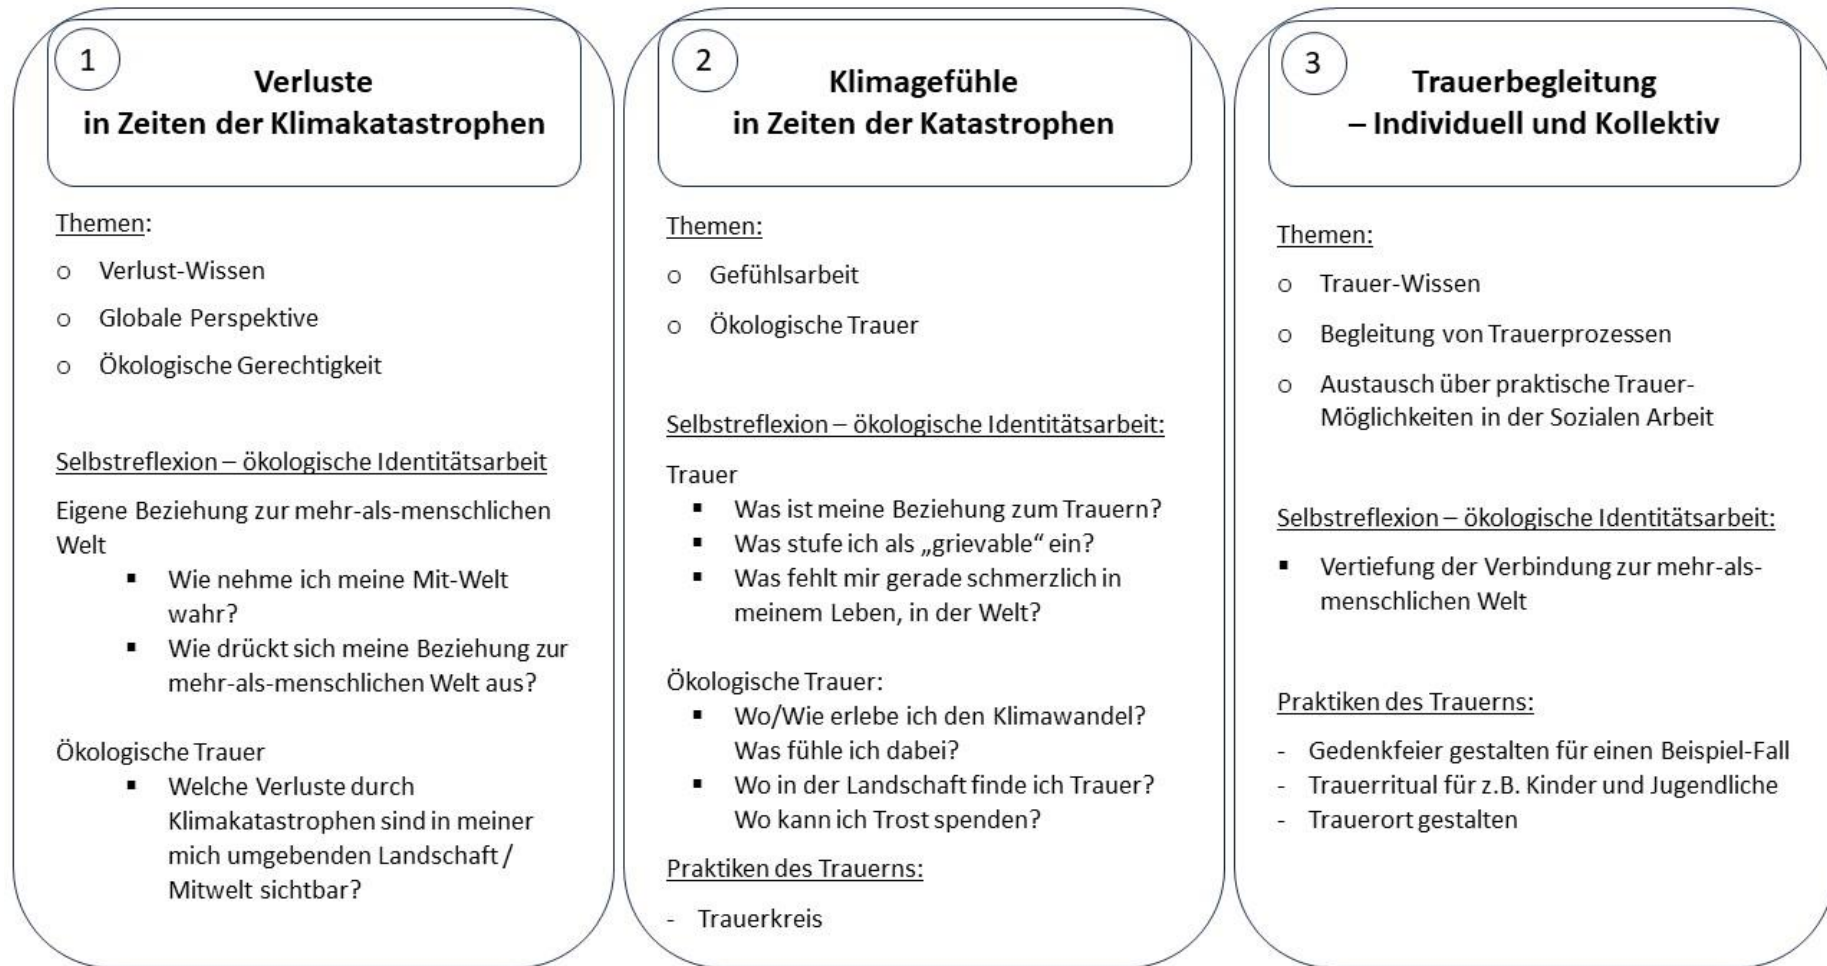 1
Verluste
in Zeiten der Klimakatastrophen
Themen:
o Verlust-Wissen
o Globale Perspektive
o Ökologische Gerechtigkeit
Selbstreflexion – ökologische Identitätsarbeit
Eigene Beziehung zur mehr-als-menschlichen
Welt
▪ Wie nehme ich meine Mit-Welt
wahr?
▪ Wie drückt sich meine Beziehung zur
mehr-als-menschlichen Welt aus?
Ökologische Trauer
▪ Welche Verluste durch
Klimakatastrophen sind in meiner
mich umgebenden Landschaft /
Mitwelt sichtbar?
2
Klimagefühle
in Zeiten der Katastrophen
Themen:
o Gefühlsarbeit
o Ökologische Trauer
Selbstreflexion – ökologische Identitätsarbeit:
Trauer
▪ Was ist meine Beziehung zum Trauern?
▪ Was stufe ich als „grievable“ ein?
▪ Was fehlt mir gerade schmerzlich in
meinem Leben, in der Welt?
Ökologische Trauer:
▪ Wo/Wie erlebe ich den Klimawandel?
Was fühle ich dabei?
▪ Wo in der Landschaft finde ich Trauer?
Wo kann ich Trost spenden?
Praktiken des Trauerns:
- Trauerkreis
3
Trauerbegleitung
– Individuell und Kollektiv
Themen:
o Trauer-Wissen
o Begleitung von Trauerprozessen
o Austausch über praktische Trauer-
Möglichkeiten in der Sozialen Arbeit
Selbstreflexion – ökologische Identitätsarbeit:
▪ Vertiefung der Verbindung zur mehr-als-
menschlichen Welt
Praktiken des Trauerns:
- Gedenkfeier gestalten für einen Beispiel-Fall
- Trauerritual für z.B. Kinder und Jugendliche
- Trauerort gestalten